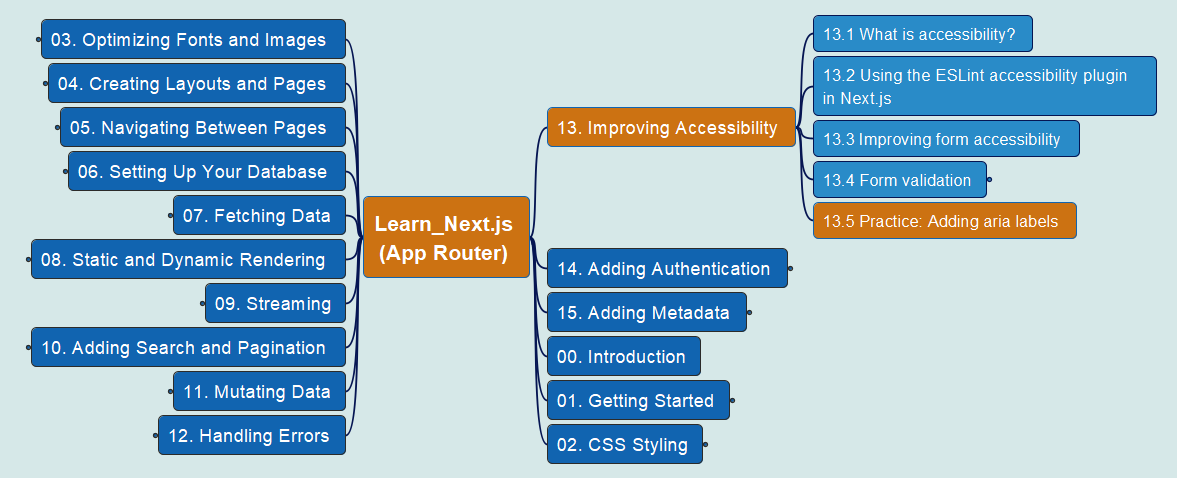 03. Optimizing Fonts and Images
04. Creating Layouts and Pages
05. Navigating Between Pages
06. Setting Up Your Database
07. Fetching Data
08. Static and Dynamic Rendering
09. Streaming
10. Adding Search and Pagination
11. Mutating Data
12. Handling Errors
Learn_Next.js
(App Router)
13. Improving Accessibility
13.1 What is accessibility?
13.2 Using the ESLint accessibility plugin
in Next.js
13.3 Improving form accessibility
13.4 Form validation
13.5 Practice: Adding aria labels
14. Adding Authentication
15. Adding Metadata
00. Introduction
01. Getting Started
02. CSS Styling